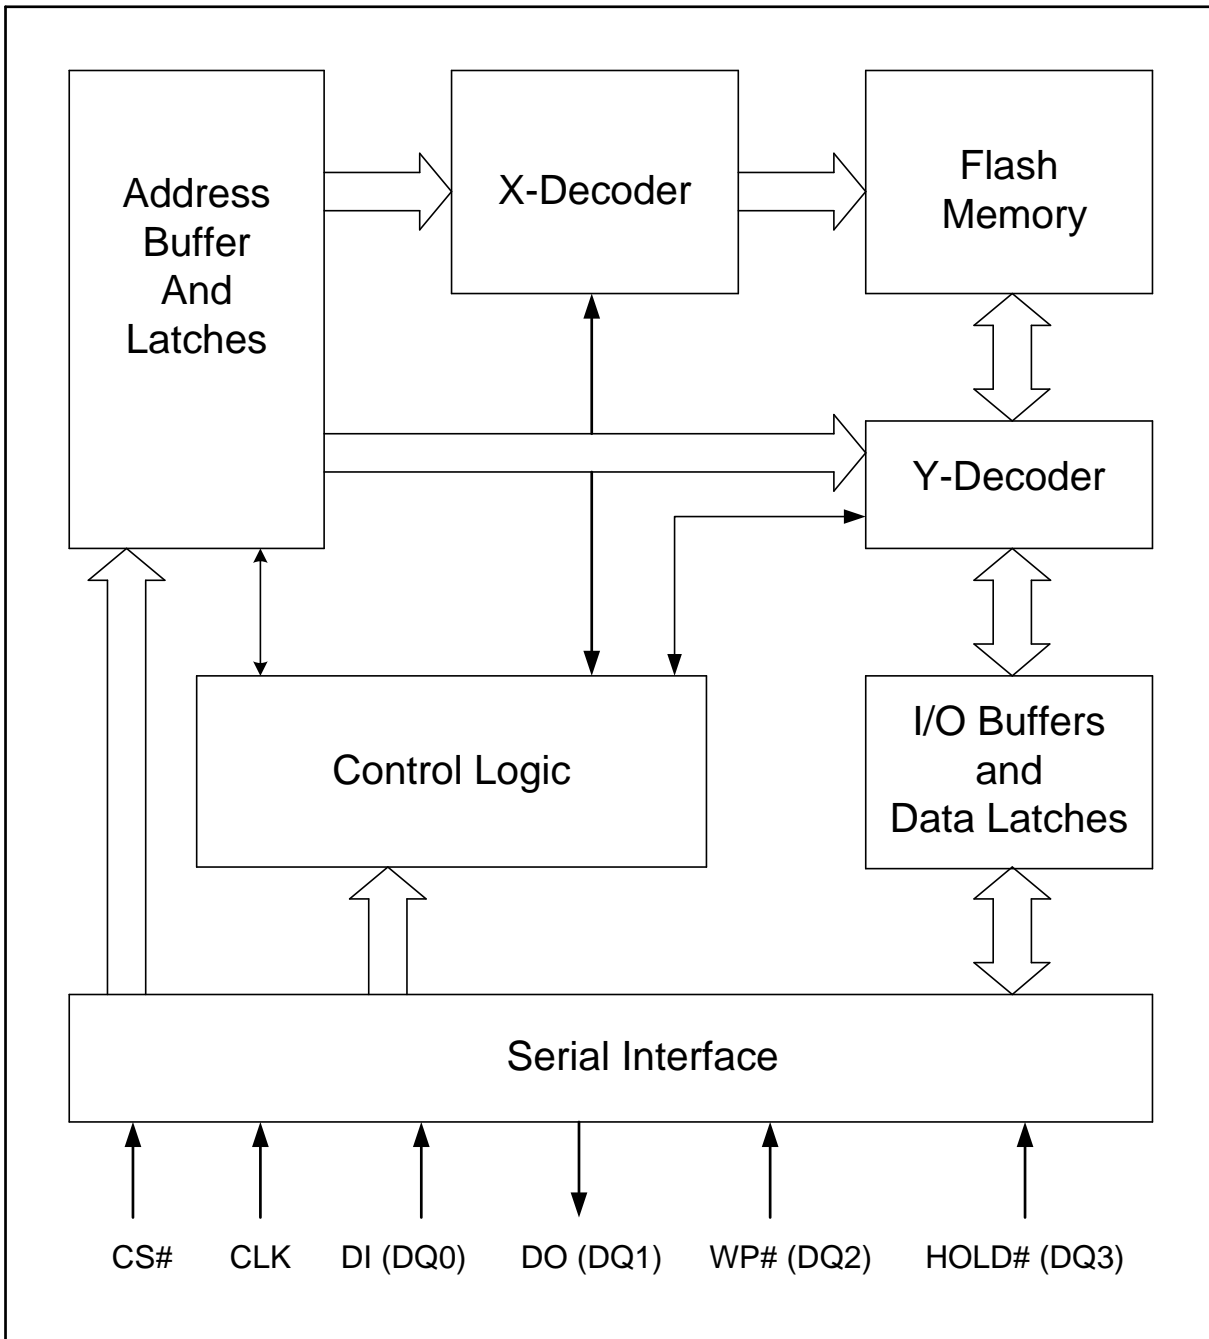 Address
Buffer
And
Latches
X-Decoder
Flash
Memory
Y-Decoder
Control Logic
I/O Buffers
and
Data Latches
Serial Interface
CS#
CLK
DI (DQ0)
DO (DQ1)
WP# (DQ2)
HOLD# (DQ3)